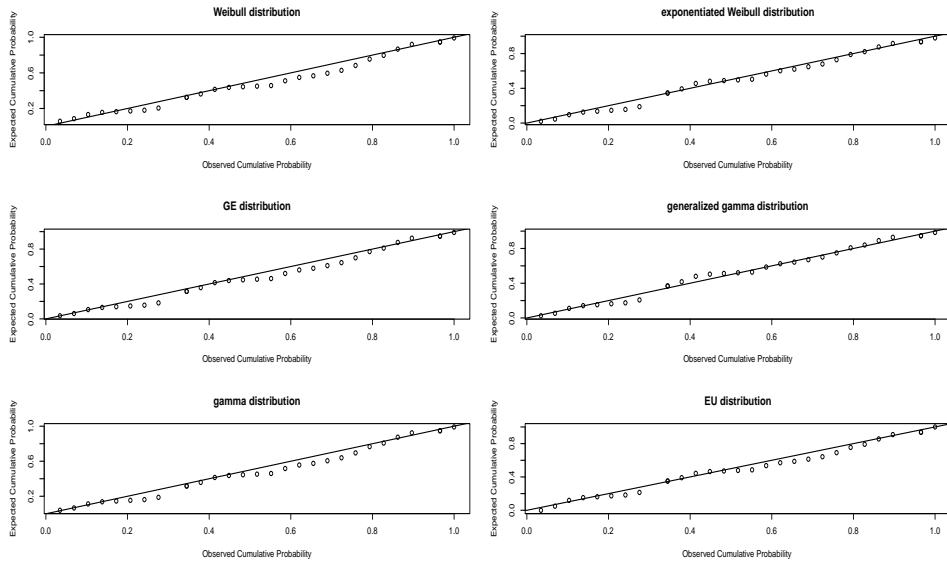 Weibull distribution
Expected Cumulative Probability
0.2 0.6 1.0
0.0 0.2 0.4 0.6 0.8 1.0
Observed Cumulative Probability
exponentiated Weibull distribution
Expected Cumulative Probability
0.0 0.4 0.8
0.0 0.2 0.4 0.6 0.8 1.0
Observed Cumulative Probability
GE distribution
Expected Cumulative Probability
0.0 0.4 0.8
0.0 0.2 0.4 0.6 0.8 1.0
Observed Cumulative Probability
generalized gamma distribution
Expected Cumulative Probability
0.0 0.4 0.8
0.0 0.2 0.4 0.6 0.8 1.0
Observed Cumulative Probability
gamma distribution
Expected Cumulative Probability
0.2 0.6 1.0
0.0 0.2 0.4 0.6 0.8 1.0
Observed Cumulative Probability
EU distribution
Expected Cumulative Probability
0.0 0.4 0.8
0.0 0.2 0.4 0.6 0.8 1.0
Observed Cumulative Probability